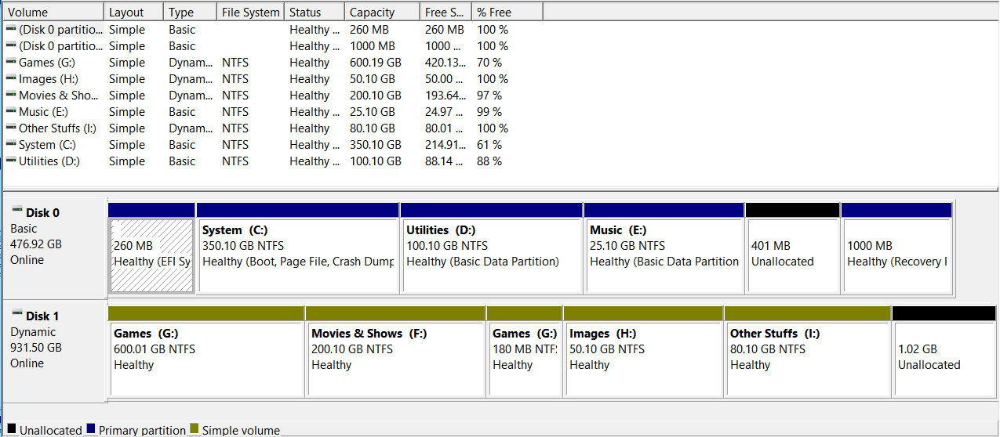 Volume Layout Type File System Status Capacity Free S... % Free
(Disk 0 partitio... Simple Basic Healthy ... 260 MB 260 MB 100 %
(Disk 0 partitio... Simple Basic Healthy ... 1000 MB 1000 ... 100 %
Games (G:) Simple Dynam... NTFS Healthy 600.19 GB 420.13... 70 %
Images (H:) Simple Dynam... NTFS Healthy 50.10 GB 50.00 ... 100 %
Movies & Sho... Simple Dynam... NTFS Healthy 200.10 GB 193.64... 97 %
Music (E:) Simple Basic NTFS Healthy ... 25.10 GB 24.97 ... 99 %
Other Stuffs (I:) Simple Dynam... NTFS Healthy 80.10 GB 80.01 ... 100 %
System (C:) Simple Basic NTFS Healthy ... 350.10 GB 214.91... 61 %
Utilities (D:) Simple Basic NTFS Healthy ... 100.10 GB 88.14 ... 88 %
Disk 0
Basic
476.92 GB
Online
260 MB
Healthy (EFI Sy
System (C:)
350.10 GB NTFS
Healthy (Boot, Page File, Crash Dump
Utilities (D:)
100.10 GB NTFS
Healthy (Basic Data Partition)
Music (E:)
25.10 GB NTFS
Healthy (Basic Data Partition
401 MB
Unallocated
1000 MB
Healthy (Recovery
Disk 1
Dynamic
931.50 GB
Online
Games (G:)
600.01 GB NTFS
Healthy
Movies & Shows (F:)
200.10 GB NTFS
Healthy
Games (G:)
180 MB NTF
Healthy
Images (H:)
50.10 GB NTFS
Healthy
Other Stuffs (I:)
80.10 GB NTFS
Healthy
1.02 GB
Unallocated
Unallocated Primary partition Simple volume